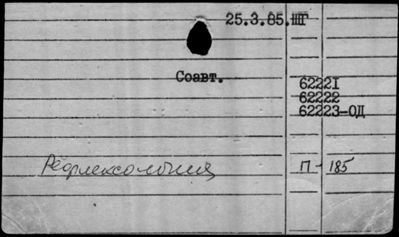 25.3.85.ШГ
Соавт.
62221
62222
62223-ОД
Рефлексология
П - 185